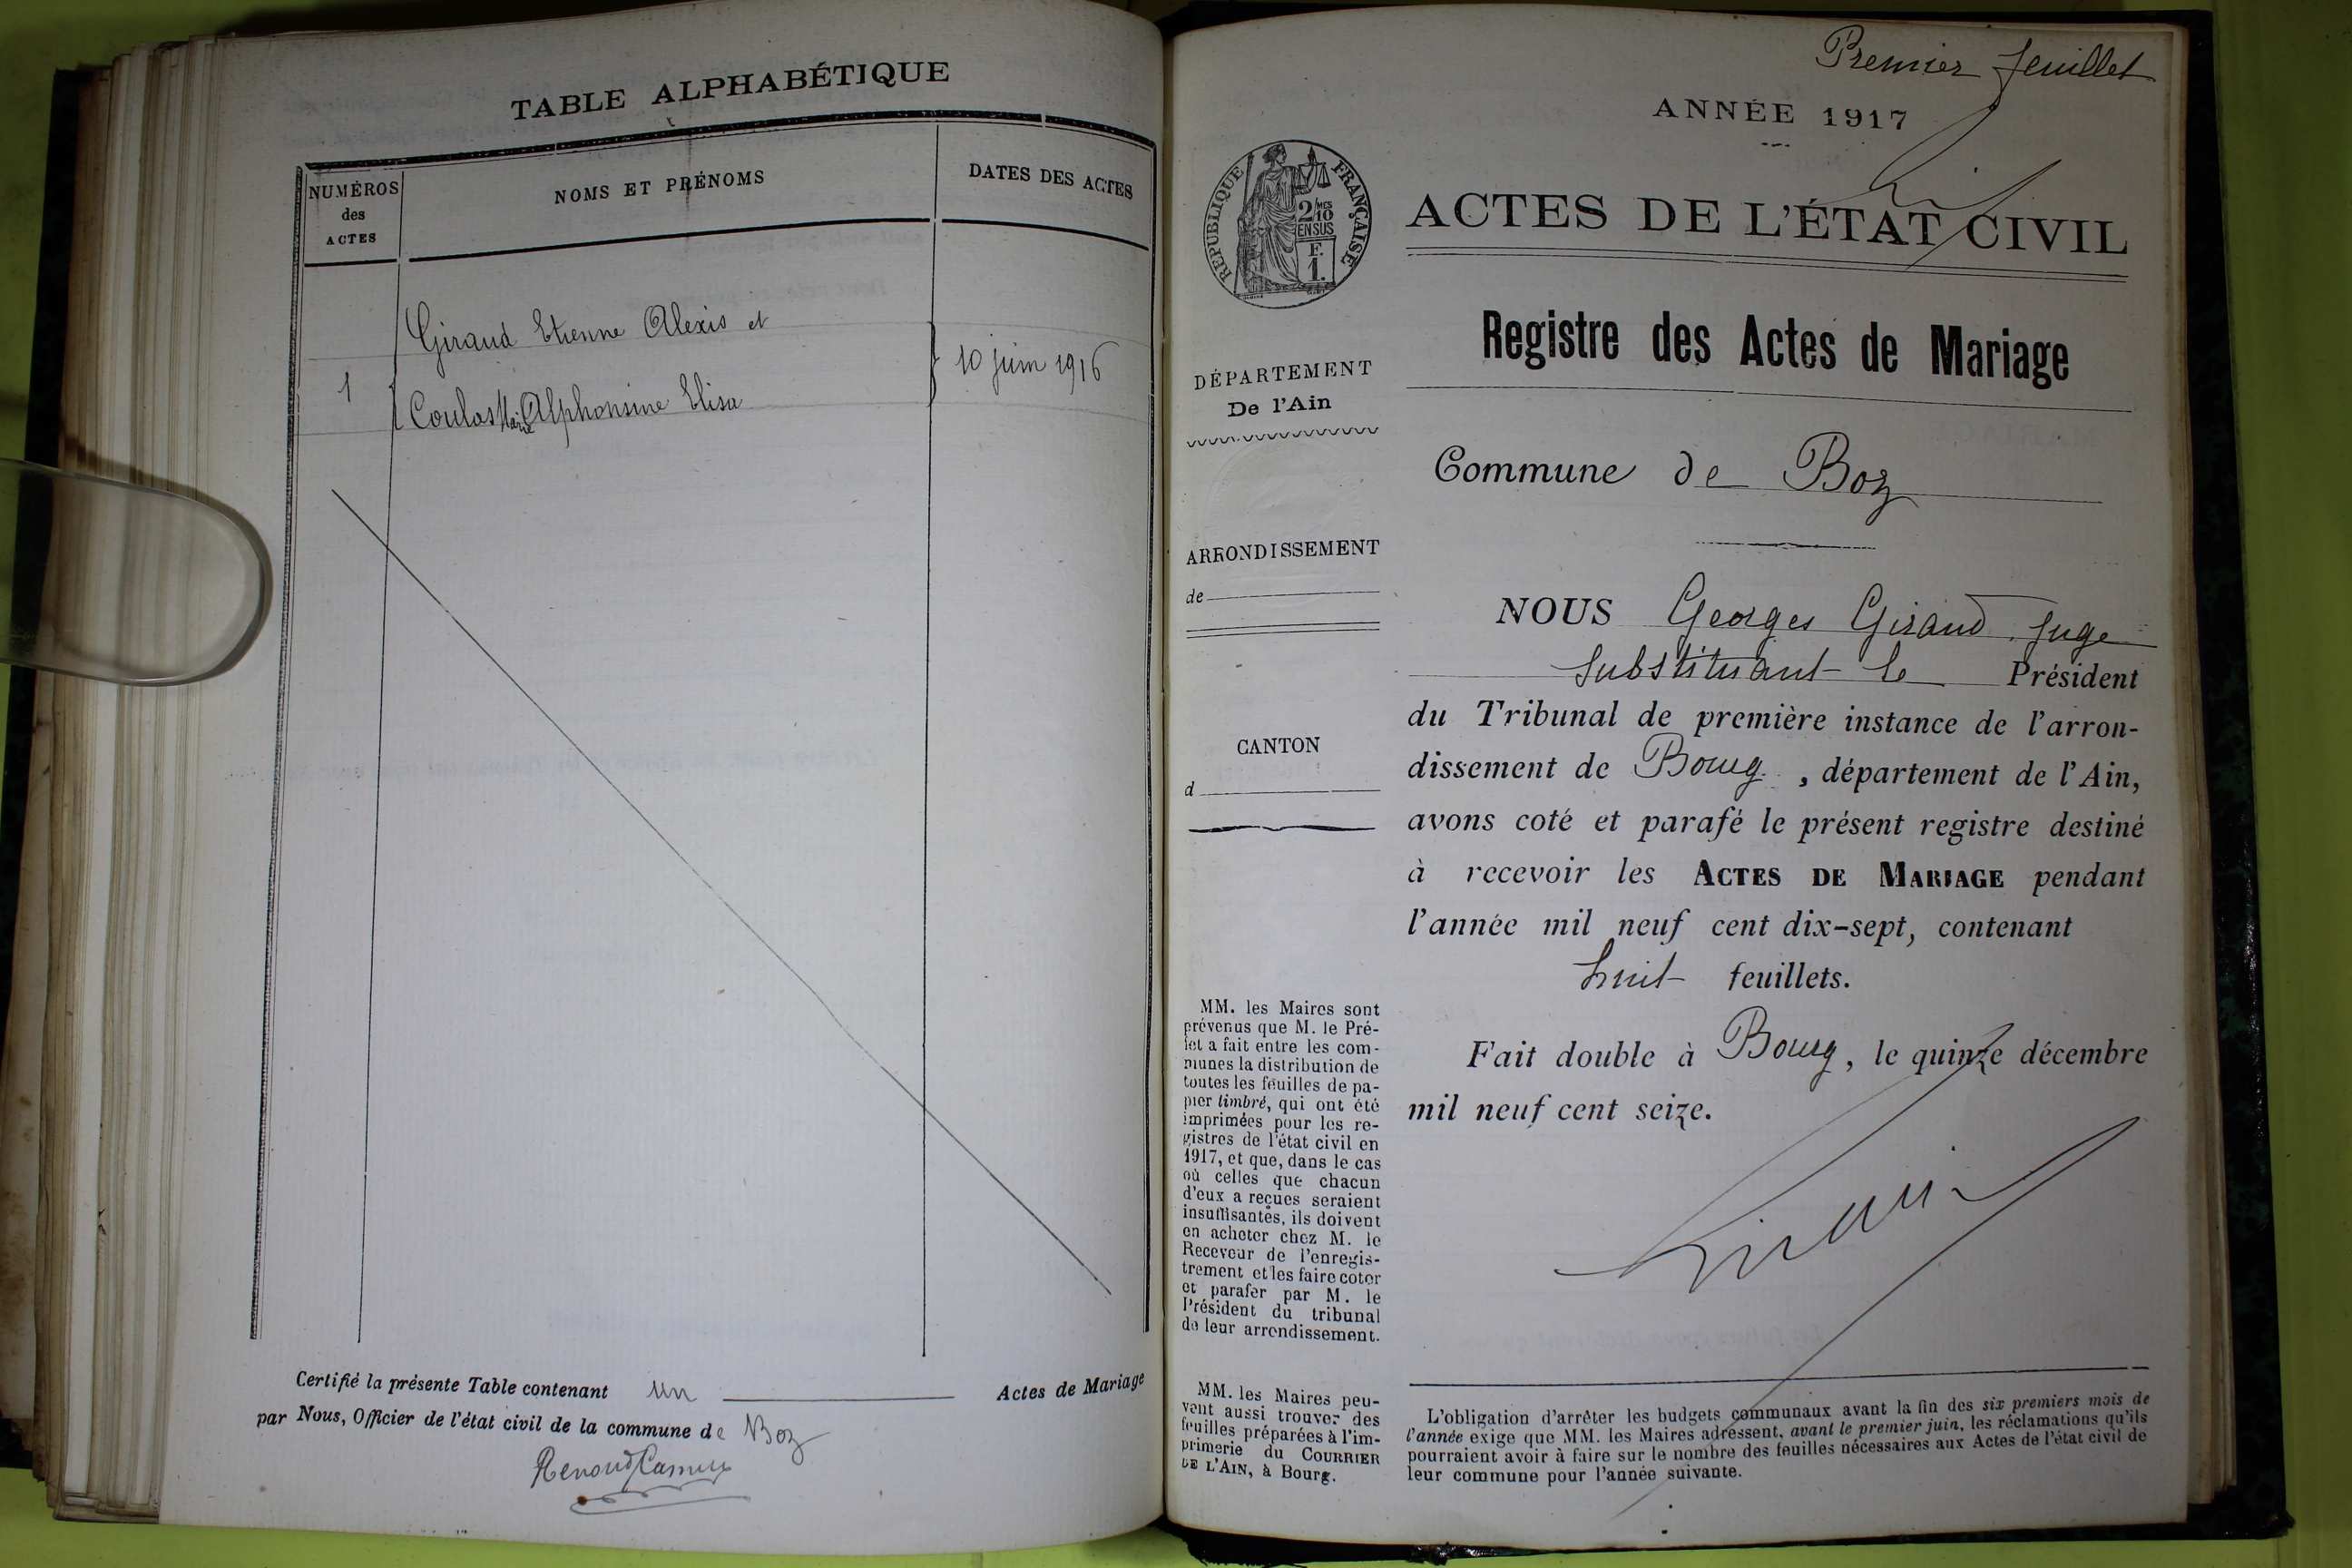 TABLE ALPHABÉTIQUE
NUMÉROS
des
ACTES
NOMS ET PRÉNOMS
DATES DES ACTES
Giraud Etienne Alexis et
1
10 juin 1916
Coulas Marie Alphonsine Elisa
Certifié la présente Table contenant un Actes de Mariage
par Nous, Officier de l'état civil de la commune de Boz
Renoud Camus
Premier feuillet
ANNÉE 1917
RÉPUBLIQUE FRANÇAISE
2/10 MES
EN SUS
F.
1.
ACTES DE L'ÉTAT CIVIL
Registre des Actes de Mariage
DÉPARTEMENT
De l'Ain
Commune de Boz
ARRONDISSEMENT
de
CANTON
d
NOUS Georges Giraud Juge
Substituant le Président
du Tribunal de première instance de l'arron-
dissement de Bourg, département de l'Ain,
avons coté et parafé le présent registre destiné
à recevoir les ACTES DE MARIAGE pendant
l'année mil neuf cent dix-sept, contenant
huit feuillets.
Fait double à Bourg, le quinze décembre
mil neuf cent seize.
Giraud
MM. les Maires sont
prévenus que M. le Pré-
fet a fait entre les com-
munes la distribution de
toutes les feuilles de pa-
pier timbré, qui ont été
imprimées pour les re-
gistres de l'état civil en
1917, et que, dans le cas
où celles que chacun
d'eux a reçues seraient
insuffisantes, ils doivent
en acheter chez M. le
Receveur de l'enregis-
trement et les faire coter
et parafer par M. le
Président du tribunal
de leur arrondissement.
MM. les Maires peu-
vent aussi trouver des
feuilles préparées à l'im-
primerie du COURRIER
DE L'AIN, à Bourg.
L'obligation d'arrêter les budgets communaux avant la fin des six premiers mois de
l'année exige que MM. les Maires adressent, avant le premier juin, les réclamations qu'ils
pourraient avoir à faire sur le nombre des feuilles nécessaires aux Actes de l'état civil de
leur commune pour l'année suivante.